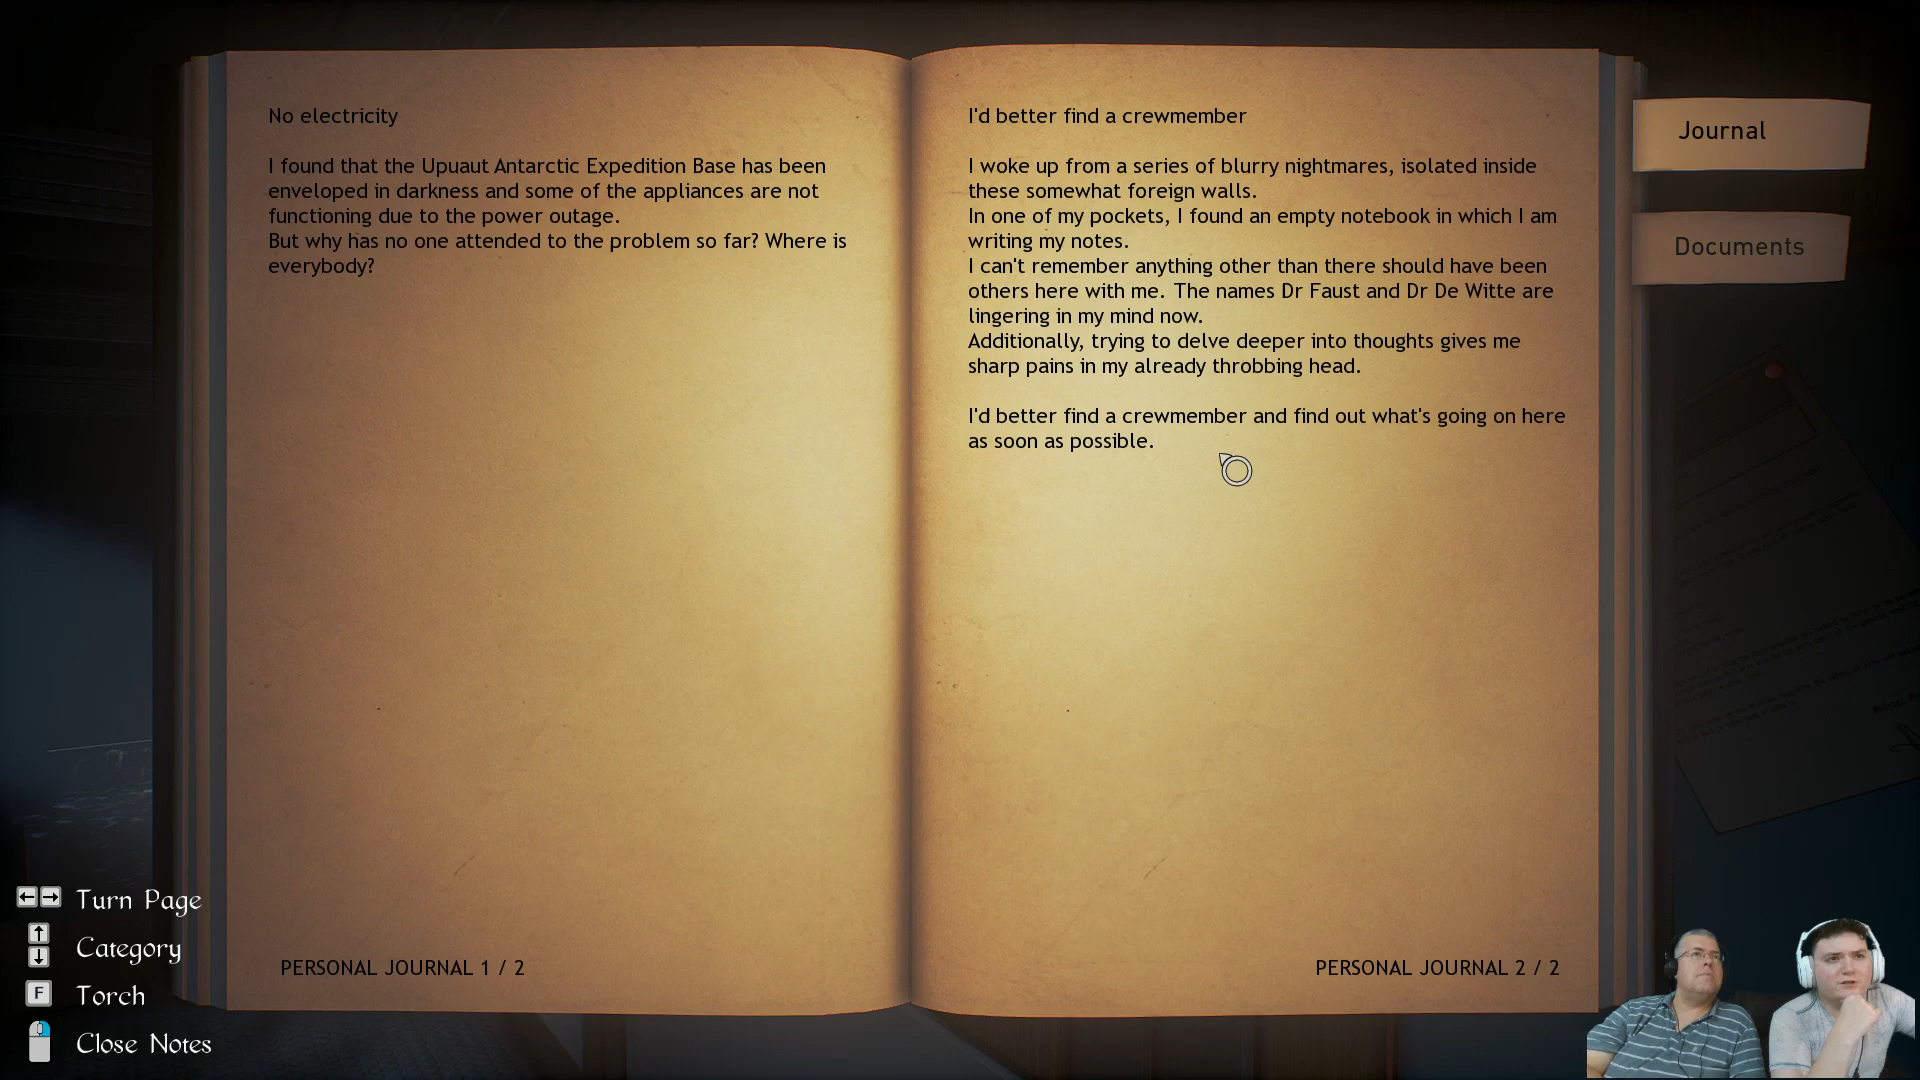 No electricity
I found that the Upuaut Antarctic Expedition Base has been
enveloped in darkness and some of the appliances are not
functioning due to the power outage.
But why has no one attended to the problem so far? Where is
everybody?
PERSONAL JOURNAL 1 / 2
I'd better find a crewmember
I woke up from a series of blurry nightmares, isolated inside
these somewhat foreign walls.
In one of my pockets, I found an empty notebook in which I am
writing my notes.
I can't remember anything other than there should have been
others here with me. The names Dr Faust and Dr De Witte are
lingering in my mind now.
Additionally, trying to delve deeper into thoughts gives me
sharp pains in my already throbbing head.
I'd better find a crewmember and find out what's going on here
as soon as possible.
PERSONAL JOURNAL 2 / 2
Journal
Documents
Turn Page
Category
F Torch
Close Notes